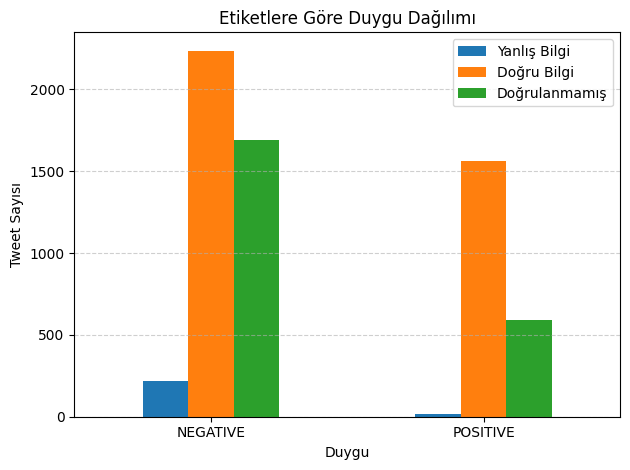 Etiketlere Göre Duygu Dağılımı
Yanlış Bilgi
Doğru Bilgi
Doğrulanmamış
Tweet Sayısı
2000
1500
1000
500
0
NEGATIVE
POSITIVE
Duygu